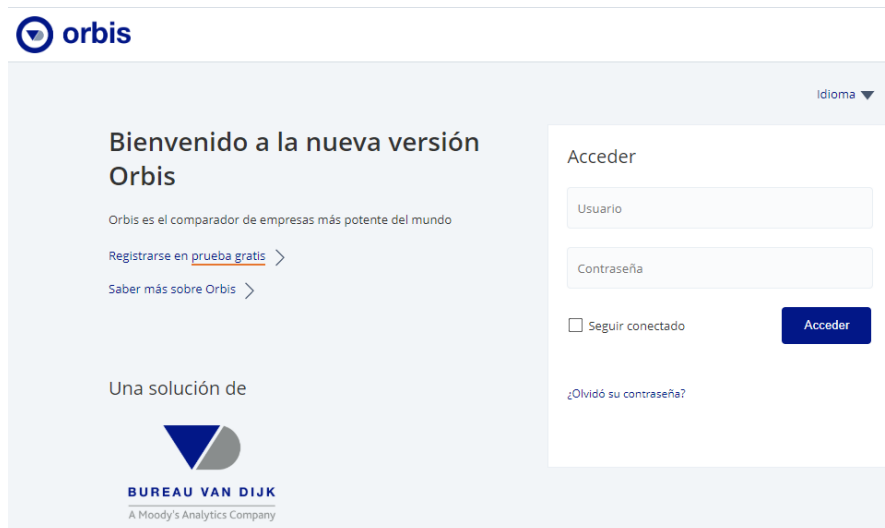 orbis
Idioma
Bienvenido a la nueva versión
Orbis
Orbis es el comparador de empresas más potente del mundo
Registrarse en prueba gratis
Saber más sobre Orbis
Una solución de
BUREAU VAN DIJK
A Moody's Analytics Company
Acceder
Usuario
Contraseña
Seguir conectado
Acceder
¿Olvidó su contraseña?